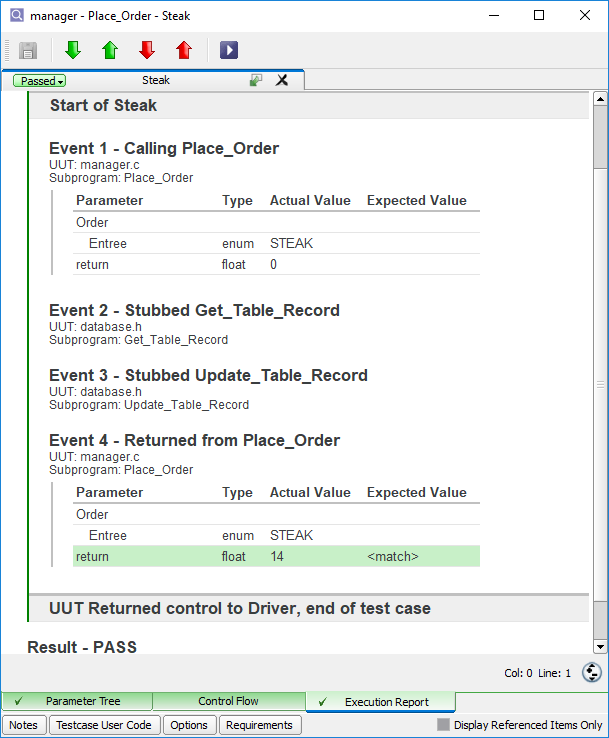 manager - Place_Order - Steak
Passed
Steak
Start of Steak
Event 1 - Calling Place_Order
UUT: manager.c
Subprogram: Place_Order
Parameter Type Actual Value Expected Value
Order
Entree enum STEAK
return float 0
Event 2 - Stubbed Get_Table_Record
UUT: database.h
Subprogram: Get_Table_Record
Event 3 - Stubbed Update_Table_Record
UUT: database.h
Subprogram: Update_Table_Record
Event 4 - Returned from Place_Order
UUT: manager.c
Subprogram: Place_Order
Parameter Type Actual Value Expected Value
Order
Entree enum STEAK
return float 14 <match>
UUT Returned control to Driver, end of test case
Result - PASS
Col: 0 Line: 1
Parameter Tree Control Flow Execution Report
Notes Testcase User Code Options Requirements Display Referenced Items Only